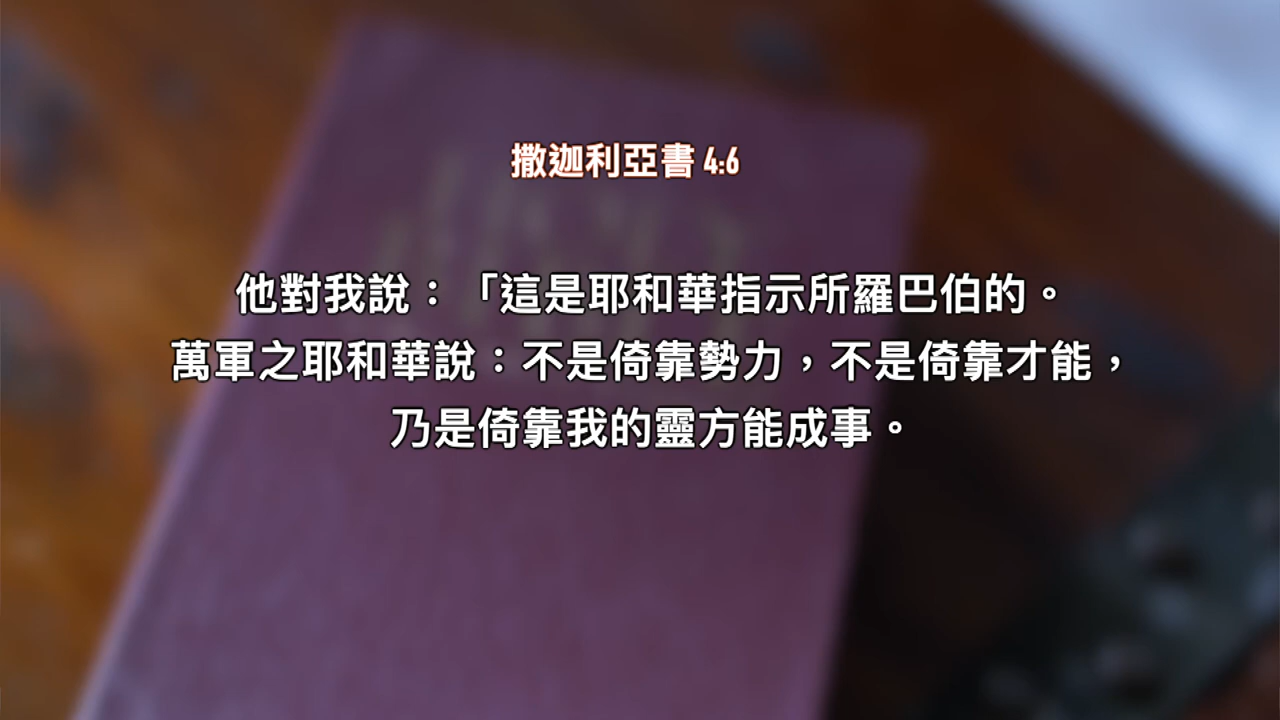 撒迦利亞書 4:6
他對我說：「這是耶和華指示所羅巴伯的。
萬軍之耶和華說：不是倚靠勢力，不是倚靠才能，
乃是倚靠我的靈方能成事。